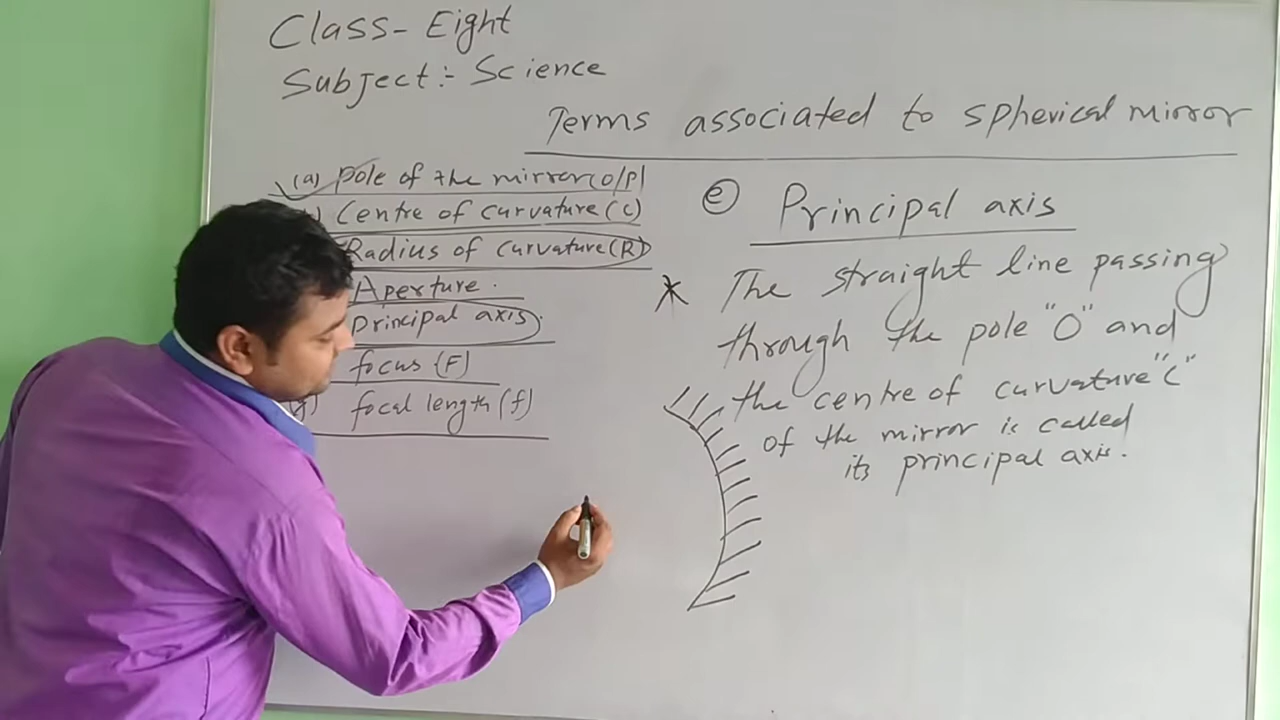 Class- Eight
Subject:- Science
Terms associated to spherical mirror
(a) Pole of the mirror(O/P)
Centre of curvature(C)
Radius of curvature(R)
Aperture.
Principal axis.
focus (F)
focal length(f)
(e) Principal axis
* The straight line passing
through the pole "O" and
the centre of curvature "C"
of the mirror is called
its principal axis.